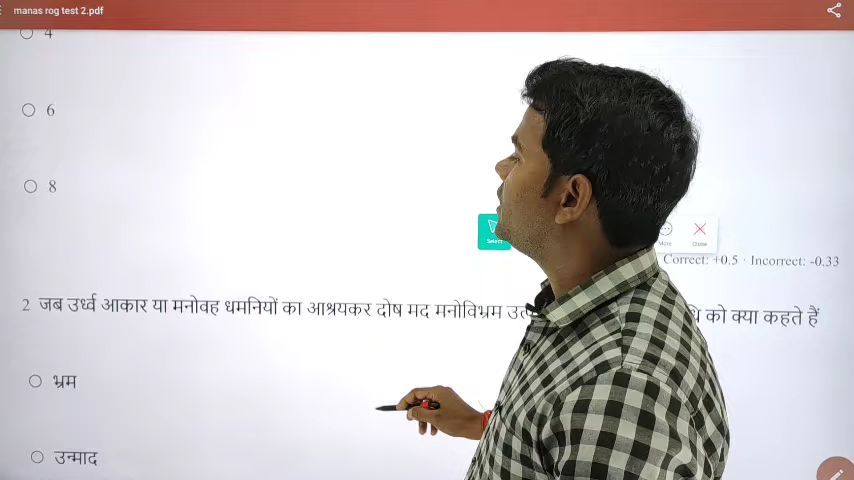 manas rog test 2.pdf
4
6
8
Select
More
Close
Correct: +0.5 · Incorrect: -0.33
2 जब उर्ध्व आकार या मनोवह धमनियों का आश्रयकर दोष मद मनोविभ्रम को क्या कहते हैं
भ्रम
उन्माद